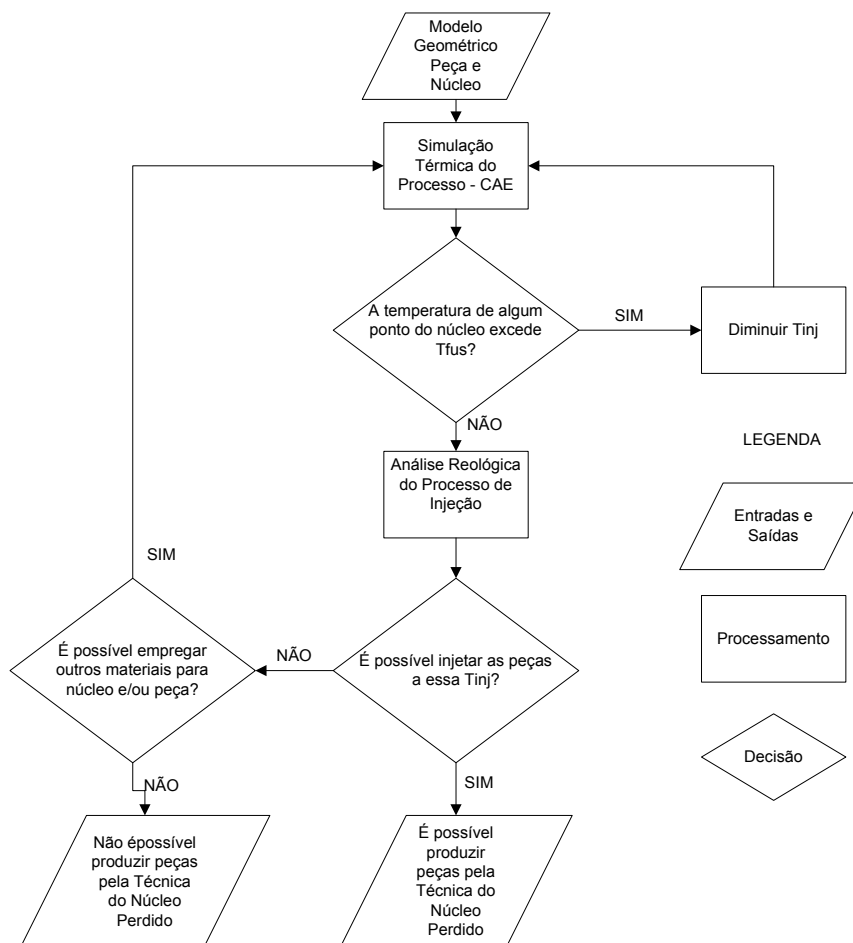 Modelo
Geométrico
Peça e
Núcleo
Simulação
Térmica do
Processo - CAE
A temperatura de algum
ponto do núcleo excede
Tfus?
SIM
Diminuir Tinj
NÃO
LEGENDA
Análise Reológica
do Processo de
Injeção
Entradas e
Saídas
SIM
É possível empregar
outros materiais para
núcleo e/ou peça?
NÃO
É possível injetar as peças
a essa Tinj?
Processamento
Decisão
NÃO
SIM
Não épossível
produzir peças
pela Técnica
do Núcleo
Perdido
É possível
produzir
peças pela
Técnica do
Núcleo
Perdido